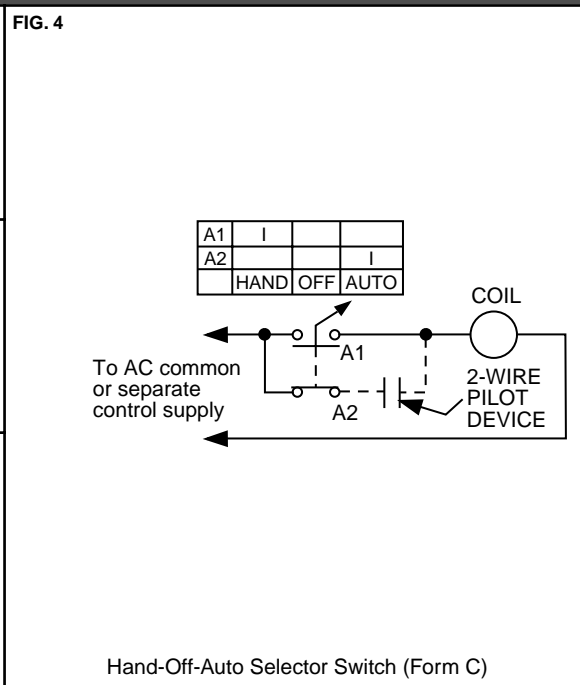 FIG. 4
A1 I
A2 I
HAND OFF AUTO
COIL
A1
To AC common
or separate
control supply
A2
2-WIRE
PILOT
DEVICE
Hand-Off-Auto Selector Switch (Form C)